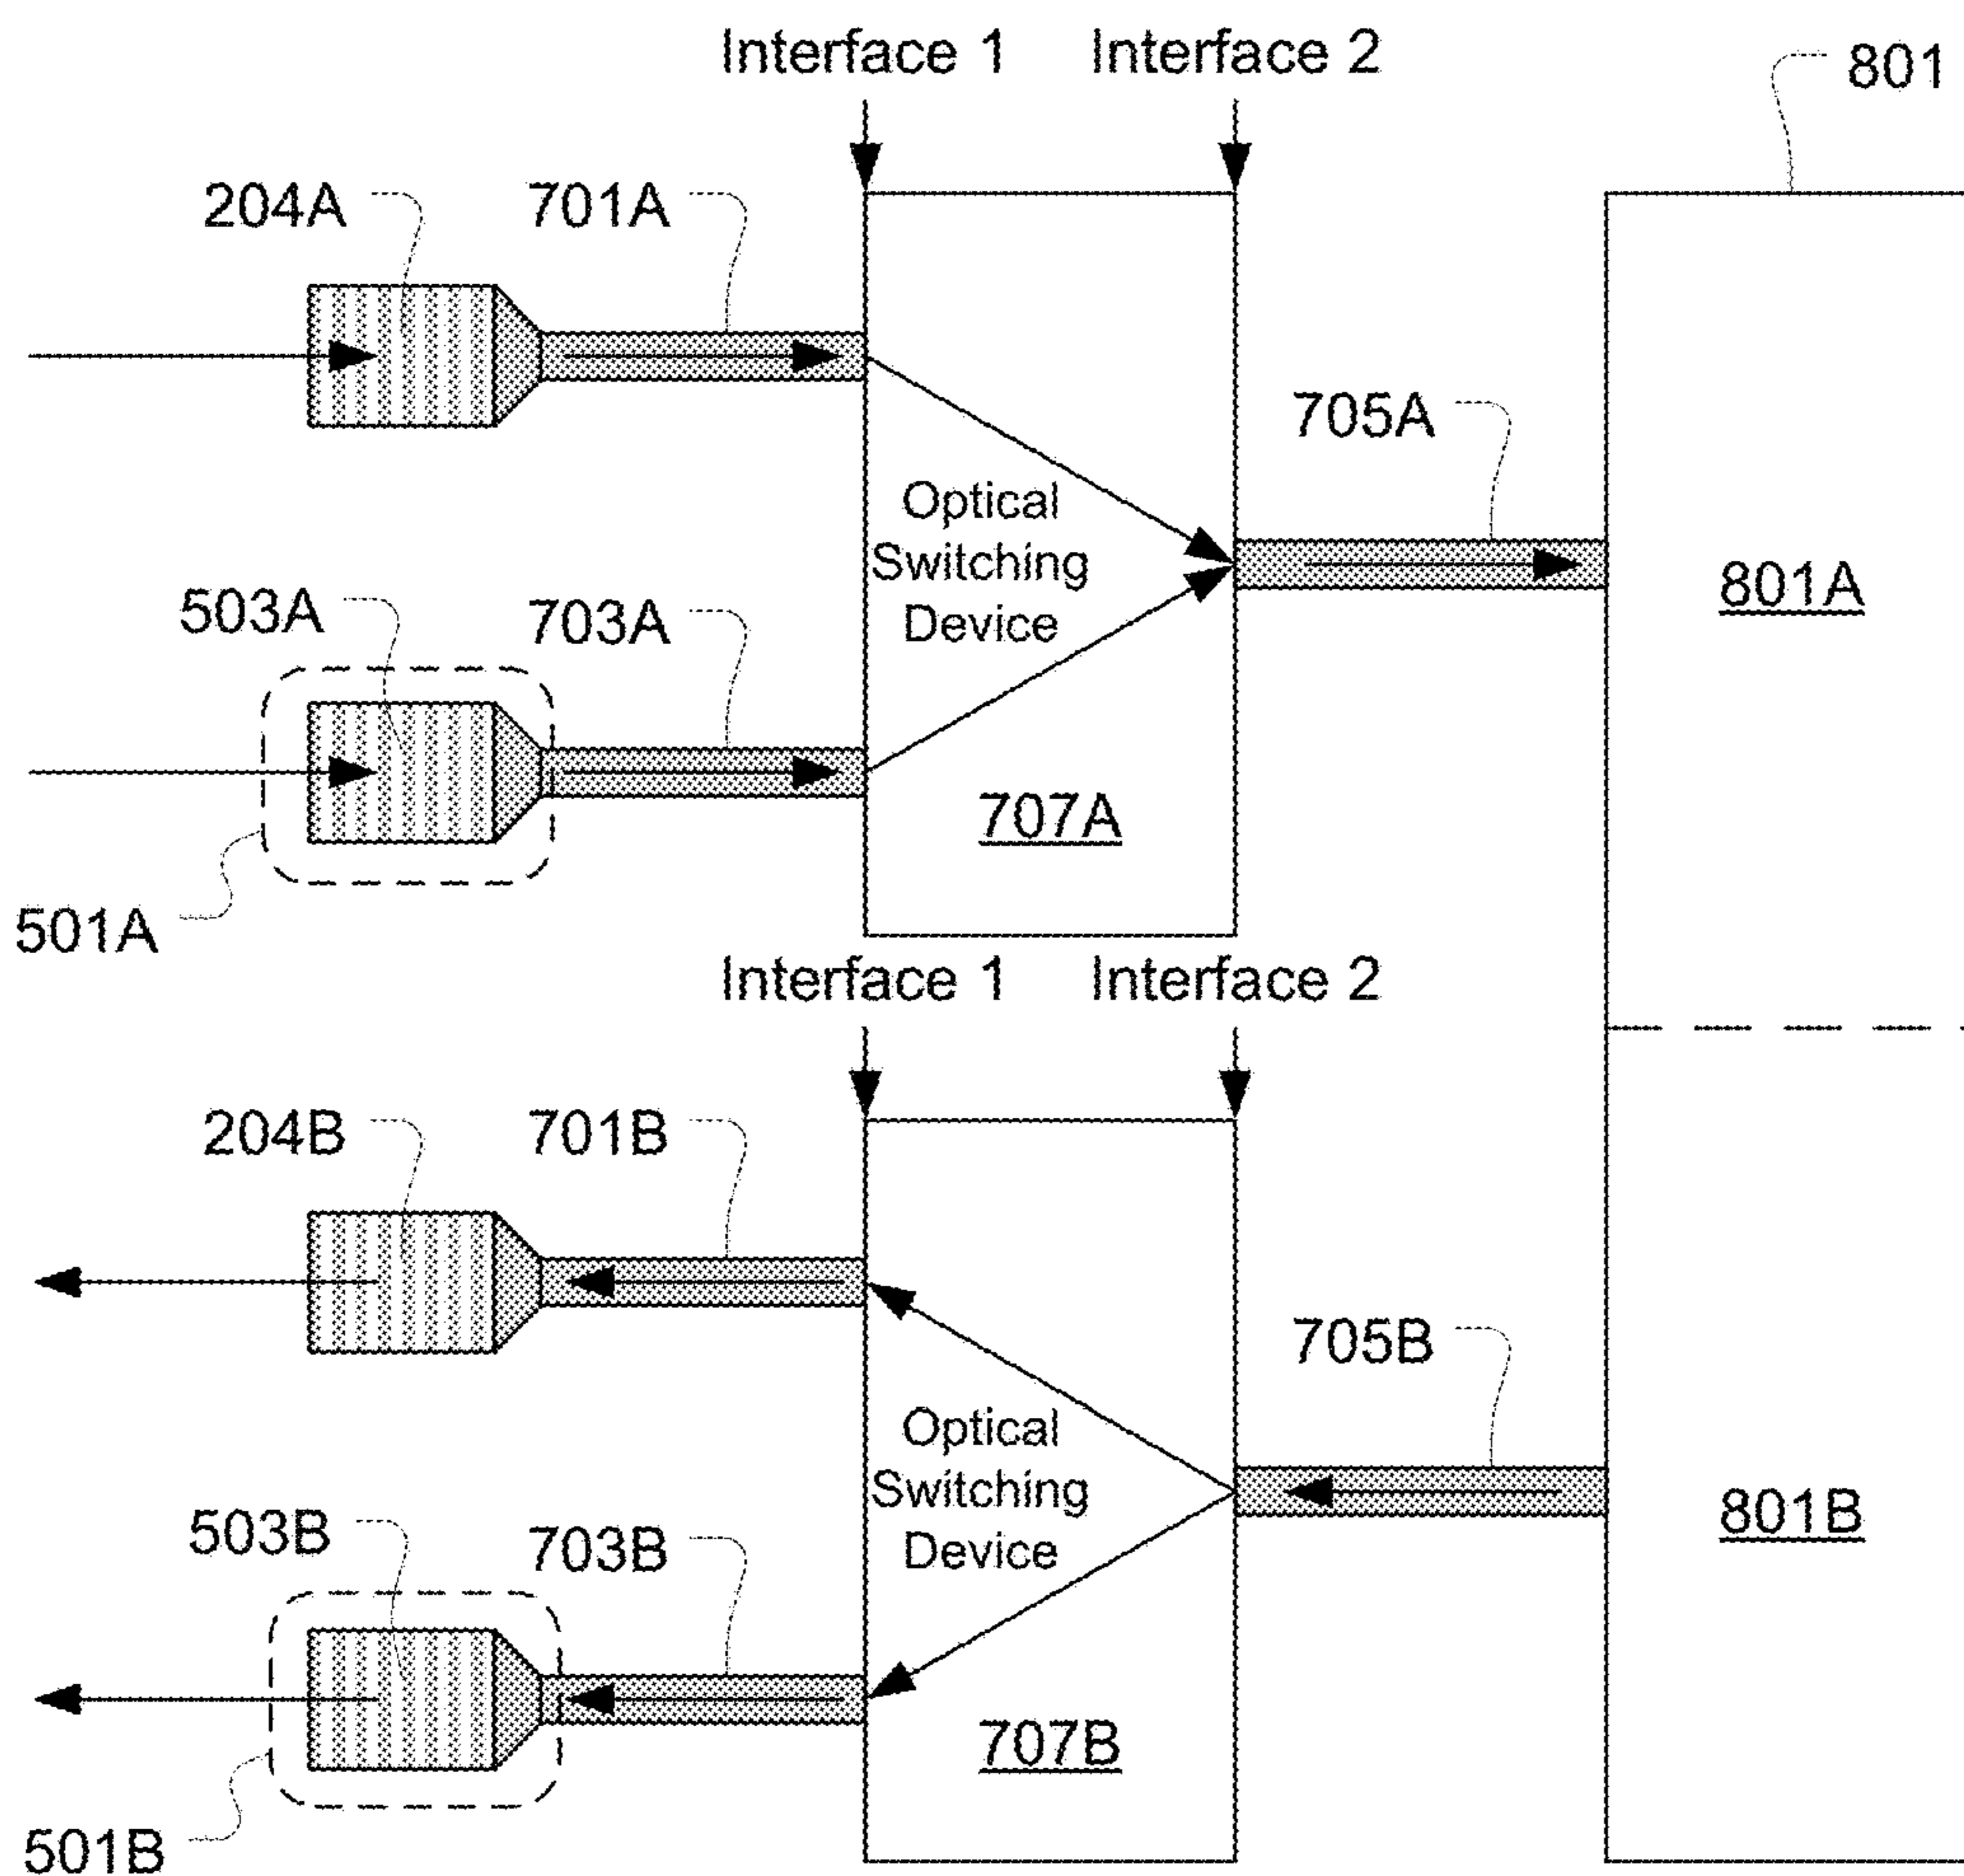 Interface 1 Interface 2
801
204A
701A
705A
Optical
Switching
Device
801A
503A
703A
707A
501A
Interface 1 Interface 2
204B
701B
705B
Optical
Switching
Device
801B
503B
703B
707B
501B